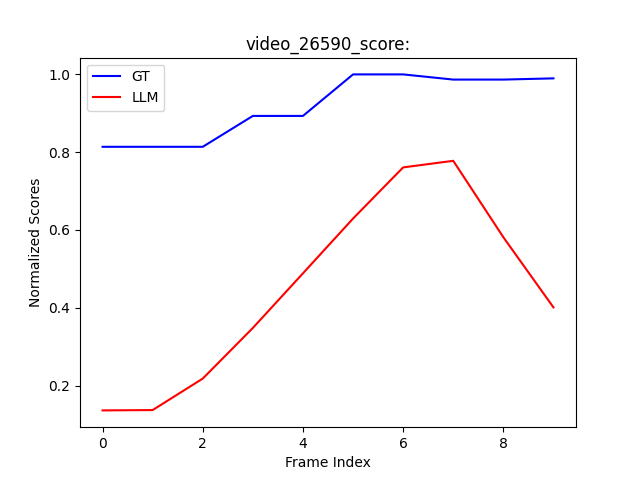 video_26590_score:
GT
LLM
Normalized Scores
1.0
0.8
0.6
0.4
0.2
0 2 4 6 8
Frame Index